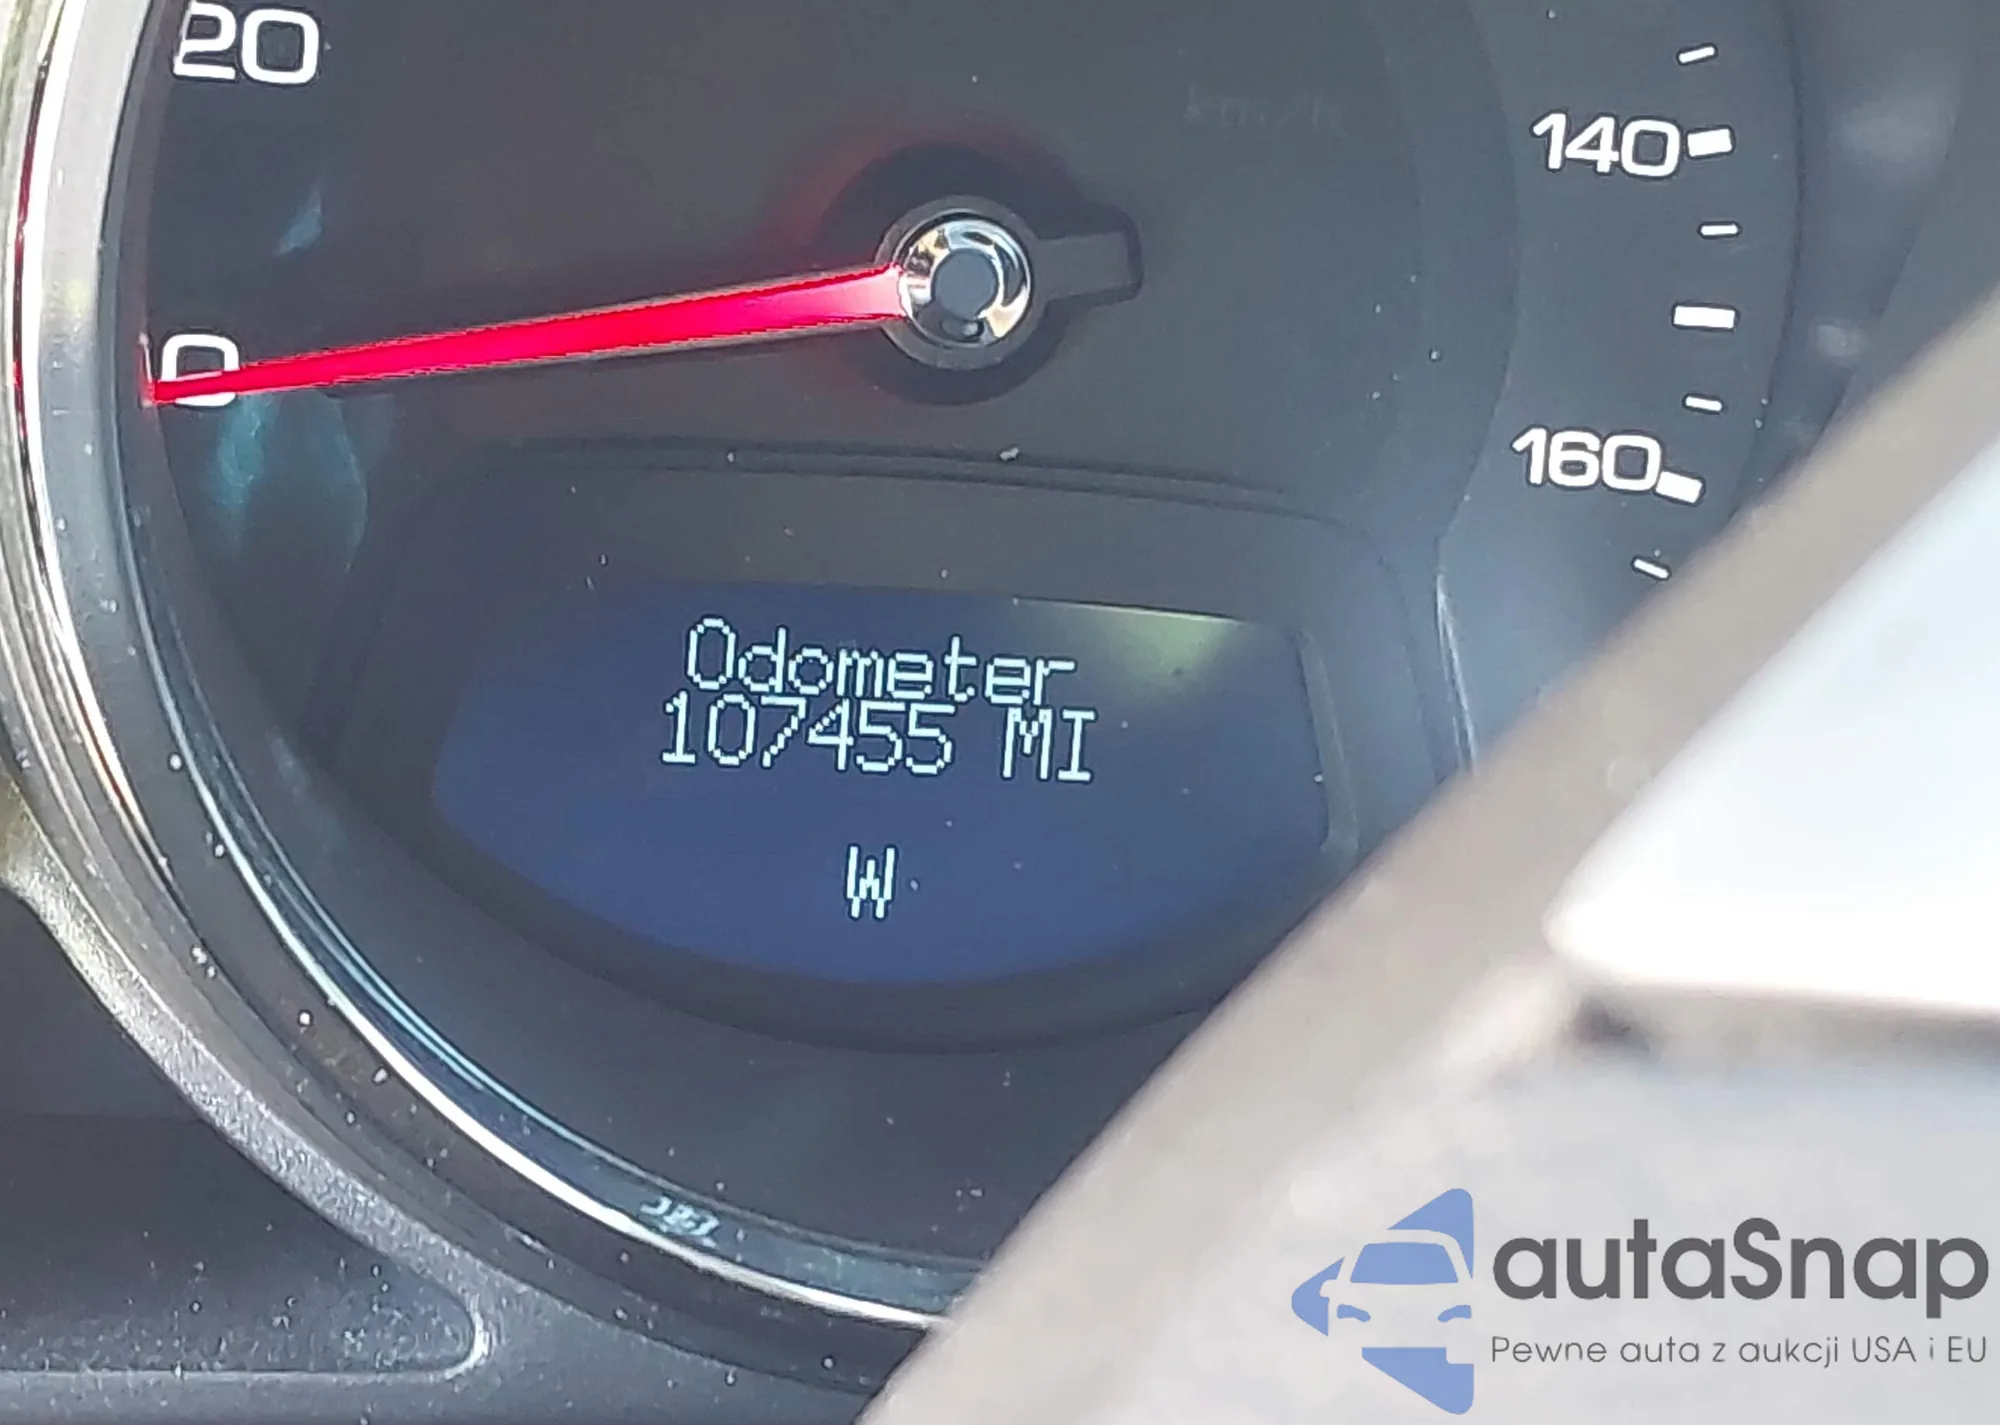 20
140
0
160
Odometer
107455 MI
W
autaSnap
Pewne auta z aukcji USA i EU